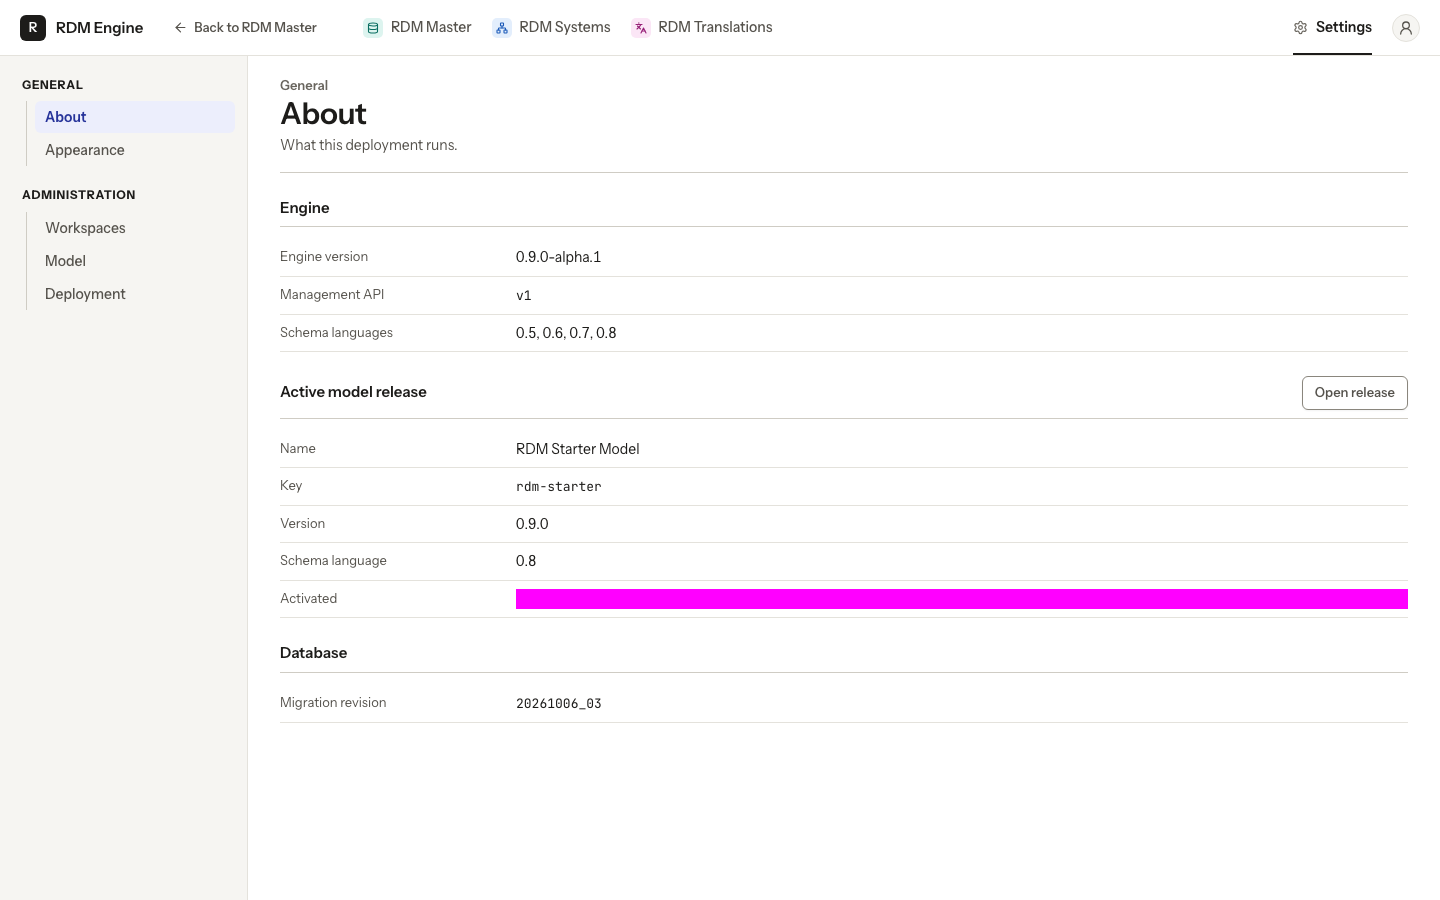 R RDM Engine
Back to RDM Master
RDM Master
RDM Systems
RDM Translations
Settings
GENERAL
About
Appearance
ADMINISTRATION
Workspaces
Model
Deployment
General
About
What this deployment runs.
Engine
Engine version 0.9.0-alpha.1
Management API v1
Schema languages 0.5, 0.6, 0.7, 0.8
Active model release
Open release
Name RDM Starter Model
Key rdm-starter
Version 0.9.0
Schema language 0.8
Activated
Database
Migration revision 20261006_03